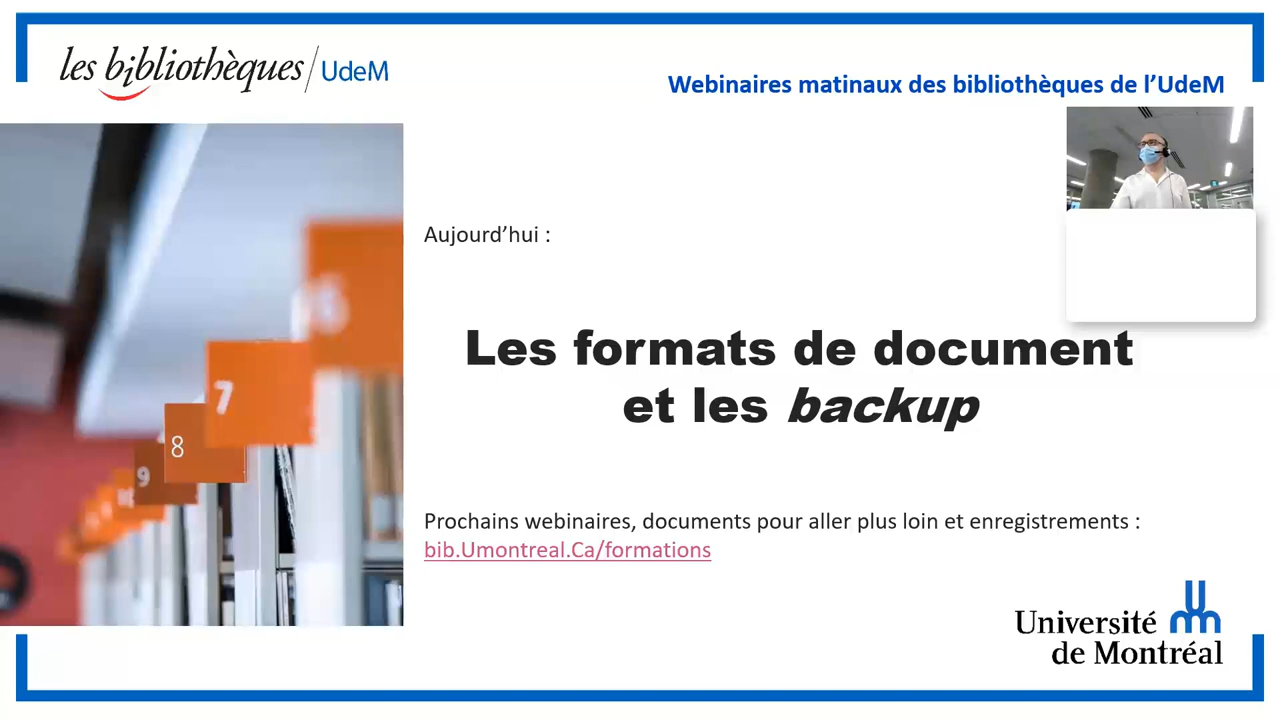 les bibliothèques/UdeM
Webinaires matinaux des bibliothèques de l’UdeM
Aujourd’hui :
Les formats de document
et les backup
Prochains webinaires, documents pour aller plus loin et enregistrements :
bib.Umontreal.Ca/formations
6
7
8
9
Université
de Montréal